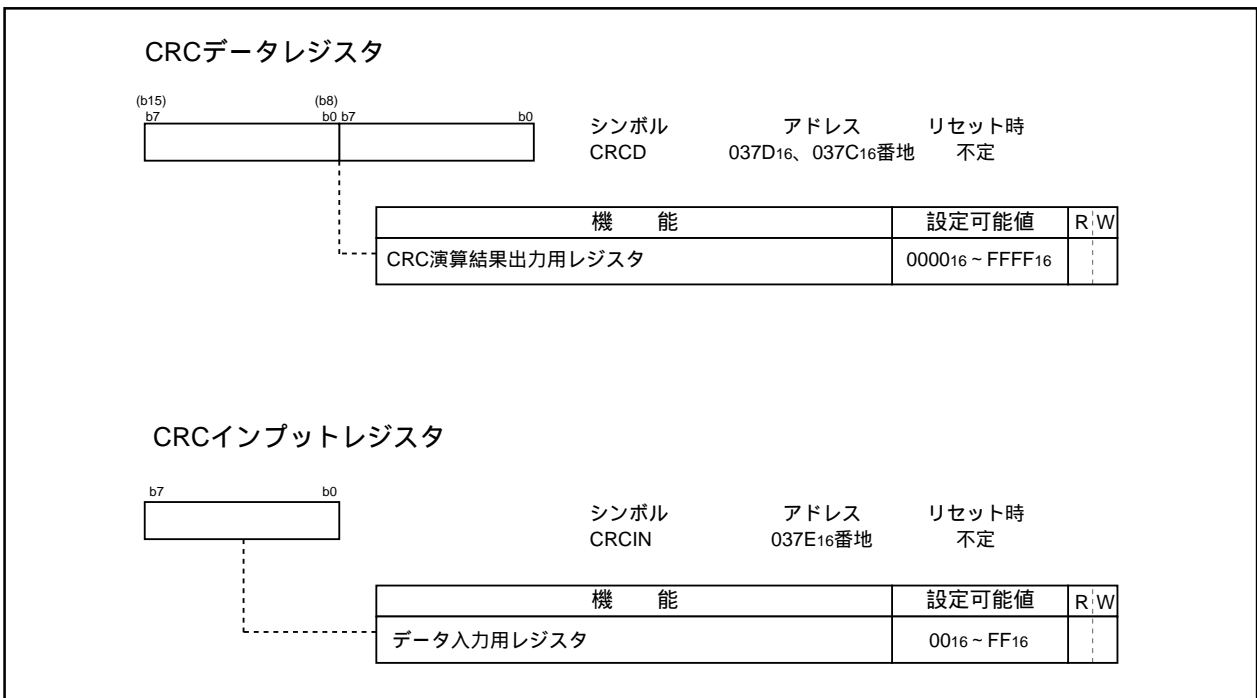 CRCデータレジスタ
(b15) (b8)
b7 b0 b7 b0
シンボル アドレス リセット時
CRCD 037D16、037C16番地 不定
機 能 設定可能値 R W
CRC演算結果出力用レジスタ 000016~FFFF16
CRCインプットレジスタ
b7 b0
シンボル アドレス リセット時
CRCIN 037E16番地 不定
機 能 設定可能値 R W
データ入力用レジスタ 0016~FF16